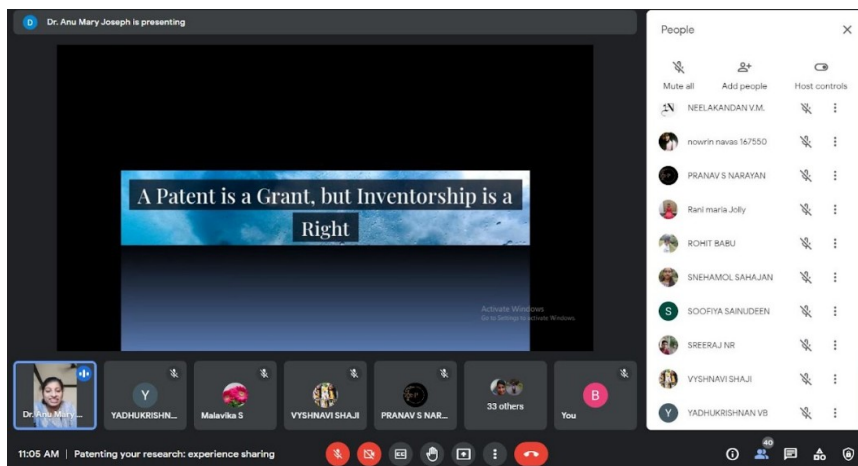 D Dr. Anu Mary Joseph is presenting
A Patent is a Grant, but Inventorship is a
Right
Activate Windows
Go to Settings to activate Windows.
Dr. Anu Mary ...
Y
YADHUKRISHN...
Malavika S
VYSHNAVI SHAJI
PRANAV S NAR...
33 others
B
You
People
Mute all Add people Host controls
NEELAKANDAN V.M.
nowrin navas 167550
PRANAV S NARAYAN
Rani maria Jolly
ROHIT BABU
SNEHAMOL SAHAJAN
S SOOFIYA SAINUDEEN
SREERAJ NR
VYSHNAVI SHAJI
Y YADHUKRISHNAN VB
11:05 AM | Patenting your research: experience sharing
CC
40